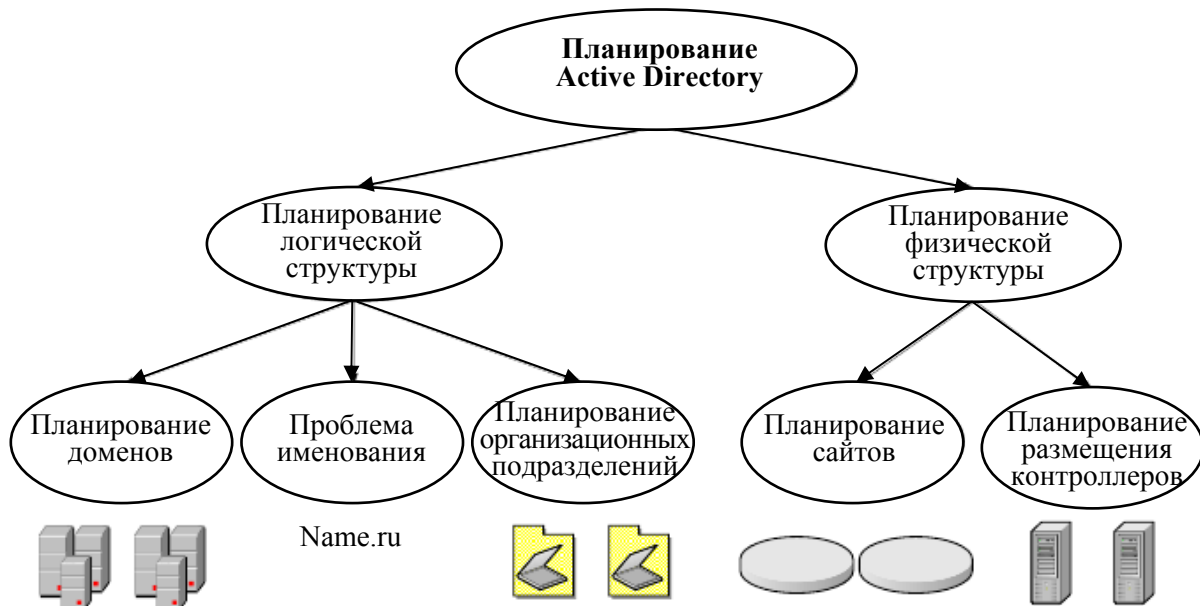 Планирование
Active Directory
Планирование
логической
структуры
Планирование
физической
структуры
Планирование
доменов
Проблема
именования
Планирование
организационных
подразделений
Планирование
сайтов
Планирование
размещения
контроллеров
Name.ru